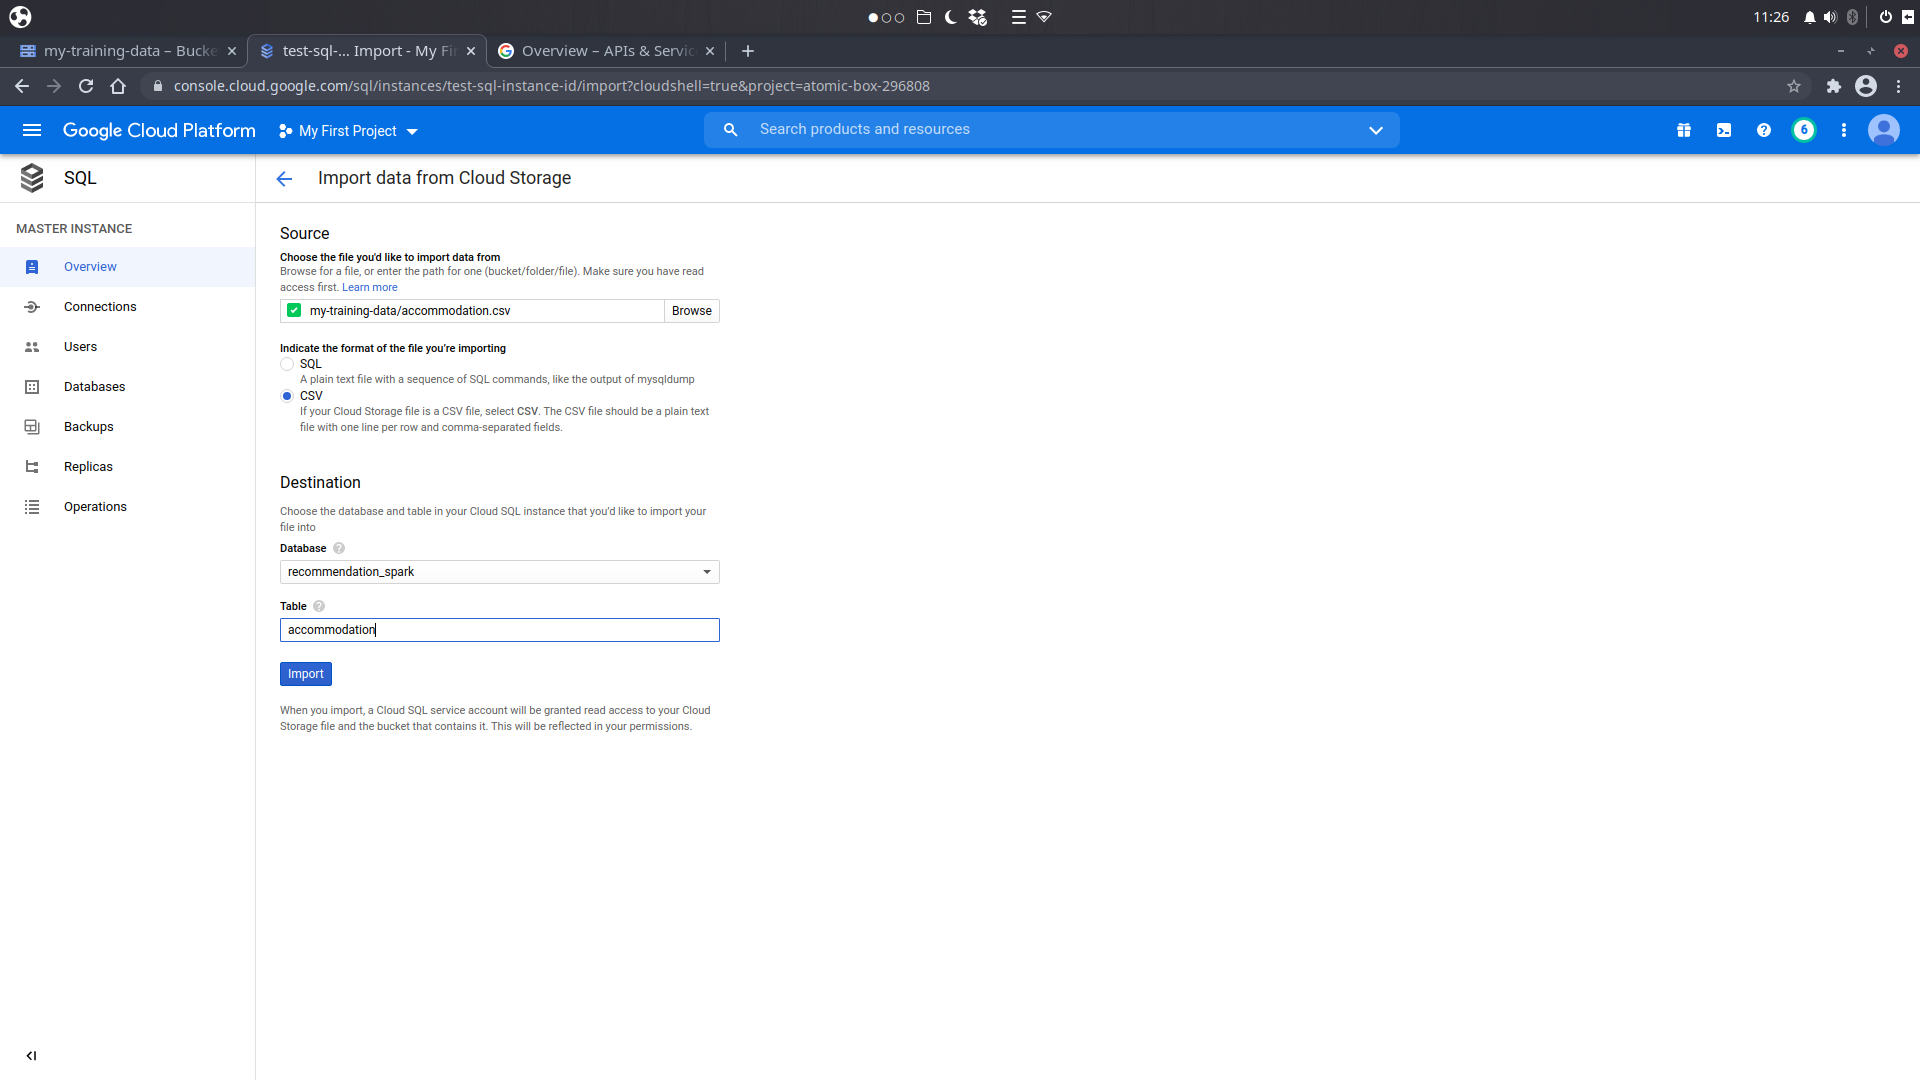 11:26
my-training-data – Bucke
test-sql-... Import - My Fi
Overview – APIs & Servic
console.cloud.google.com/sql/instances/test-sql-instance-id/import?cloudshell=true&project=atomic-box-296808
Google Cloud Platform
My First Project
Search products and resources
6
SQL
Import data from Cloud Storage
MASTER INSTANCE
Overview
Connections
Users
Databases
Backups
Replicas
Operations
Source
Choose the file you'd like to import data from
Browse for a file, or enter the path for one (bucket/folder/file). Make sure you have read
access first. Learn more
my-training-data/accommodation.csv
Browse
Indicate the format of the file you're importing
SQL
A plain text file with a sequence of SQL commands, like the output of mysqldump
CSV
If your Cloud Storage file is a CSV file, select CSV. The CSV file should be a plain text
file with one line per row and comma-separated fields.
Destination
Choose the database and table in your Cloud SQL instance that you'd like to import your
file into
Database ?
recommendation_spark
Table ?
accommodation
Import
When you import, a Cloud SQL service account will be granted read access to your Cloud
Storage file and the bucket that contains it. This will be reflected in your permissions.